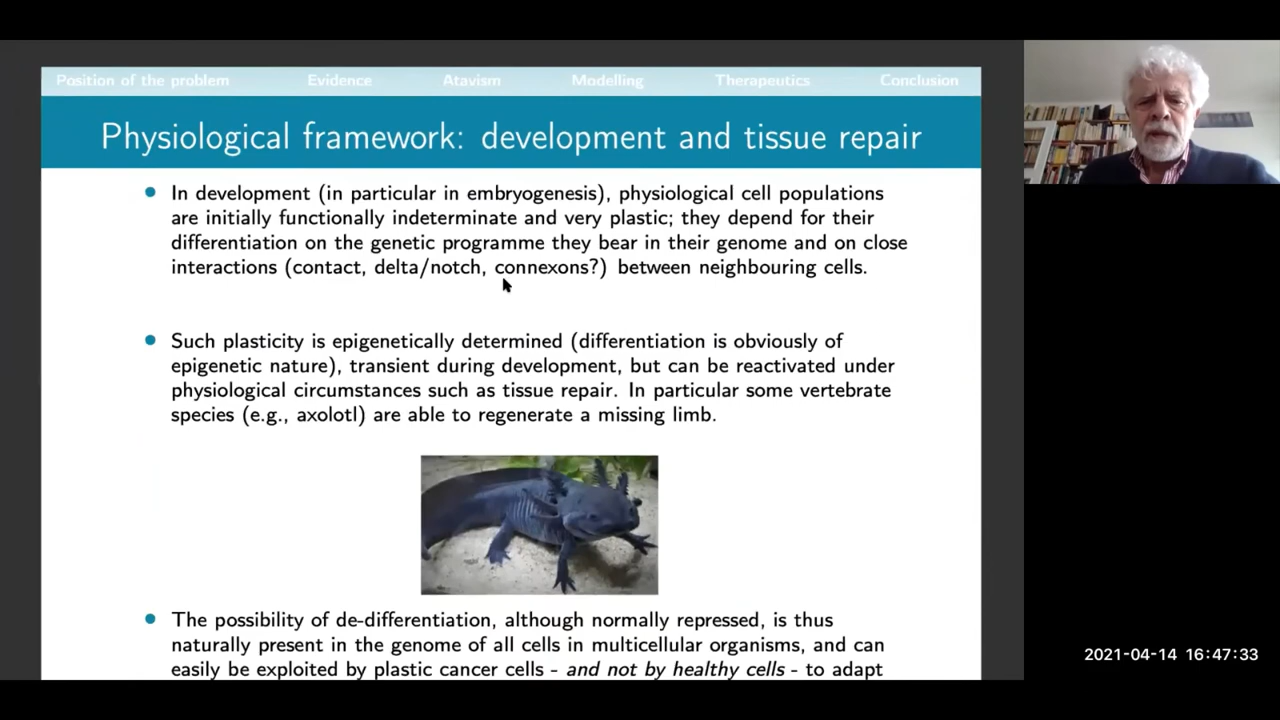 Position of the problem Evidence Atavism Modelling Therapeutics Conclusion
Physiological framework: development and tissue repair
In development (in particular in embryogenesis), physiological cell populations
are initially functionally indeterminate and very plastic; they depend for their
differentiation on the genetic programme they bear in their genome and on close
interactions (contact, delta/notch, connexons?) between neighbouring cells.
Such plasticity is epigenetically determined (differentiation is obviously of
epigenetic nature), transient during development, but can be reactivated under
physiological circumstances such as tissue repair. In particular some vertebrate
species (e.g., axolotl) are able to regenerate a missing limb.
The possibility of de-differentiation, although normally repressed, is thus
naturally present in the genome of all cells in multicellular organisms, and can
easily be exploited by plastic cancer cells - and not by healthy cells - to adapt
2021-04-14 16:47:33